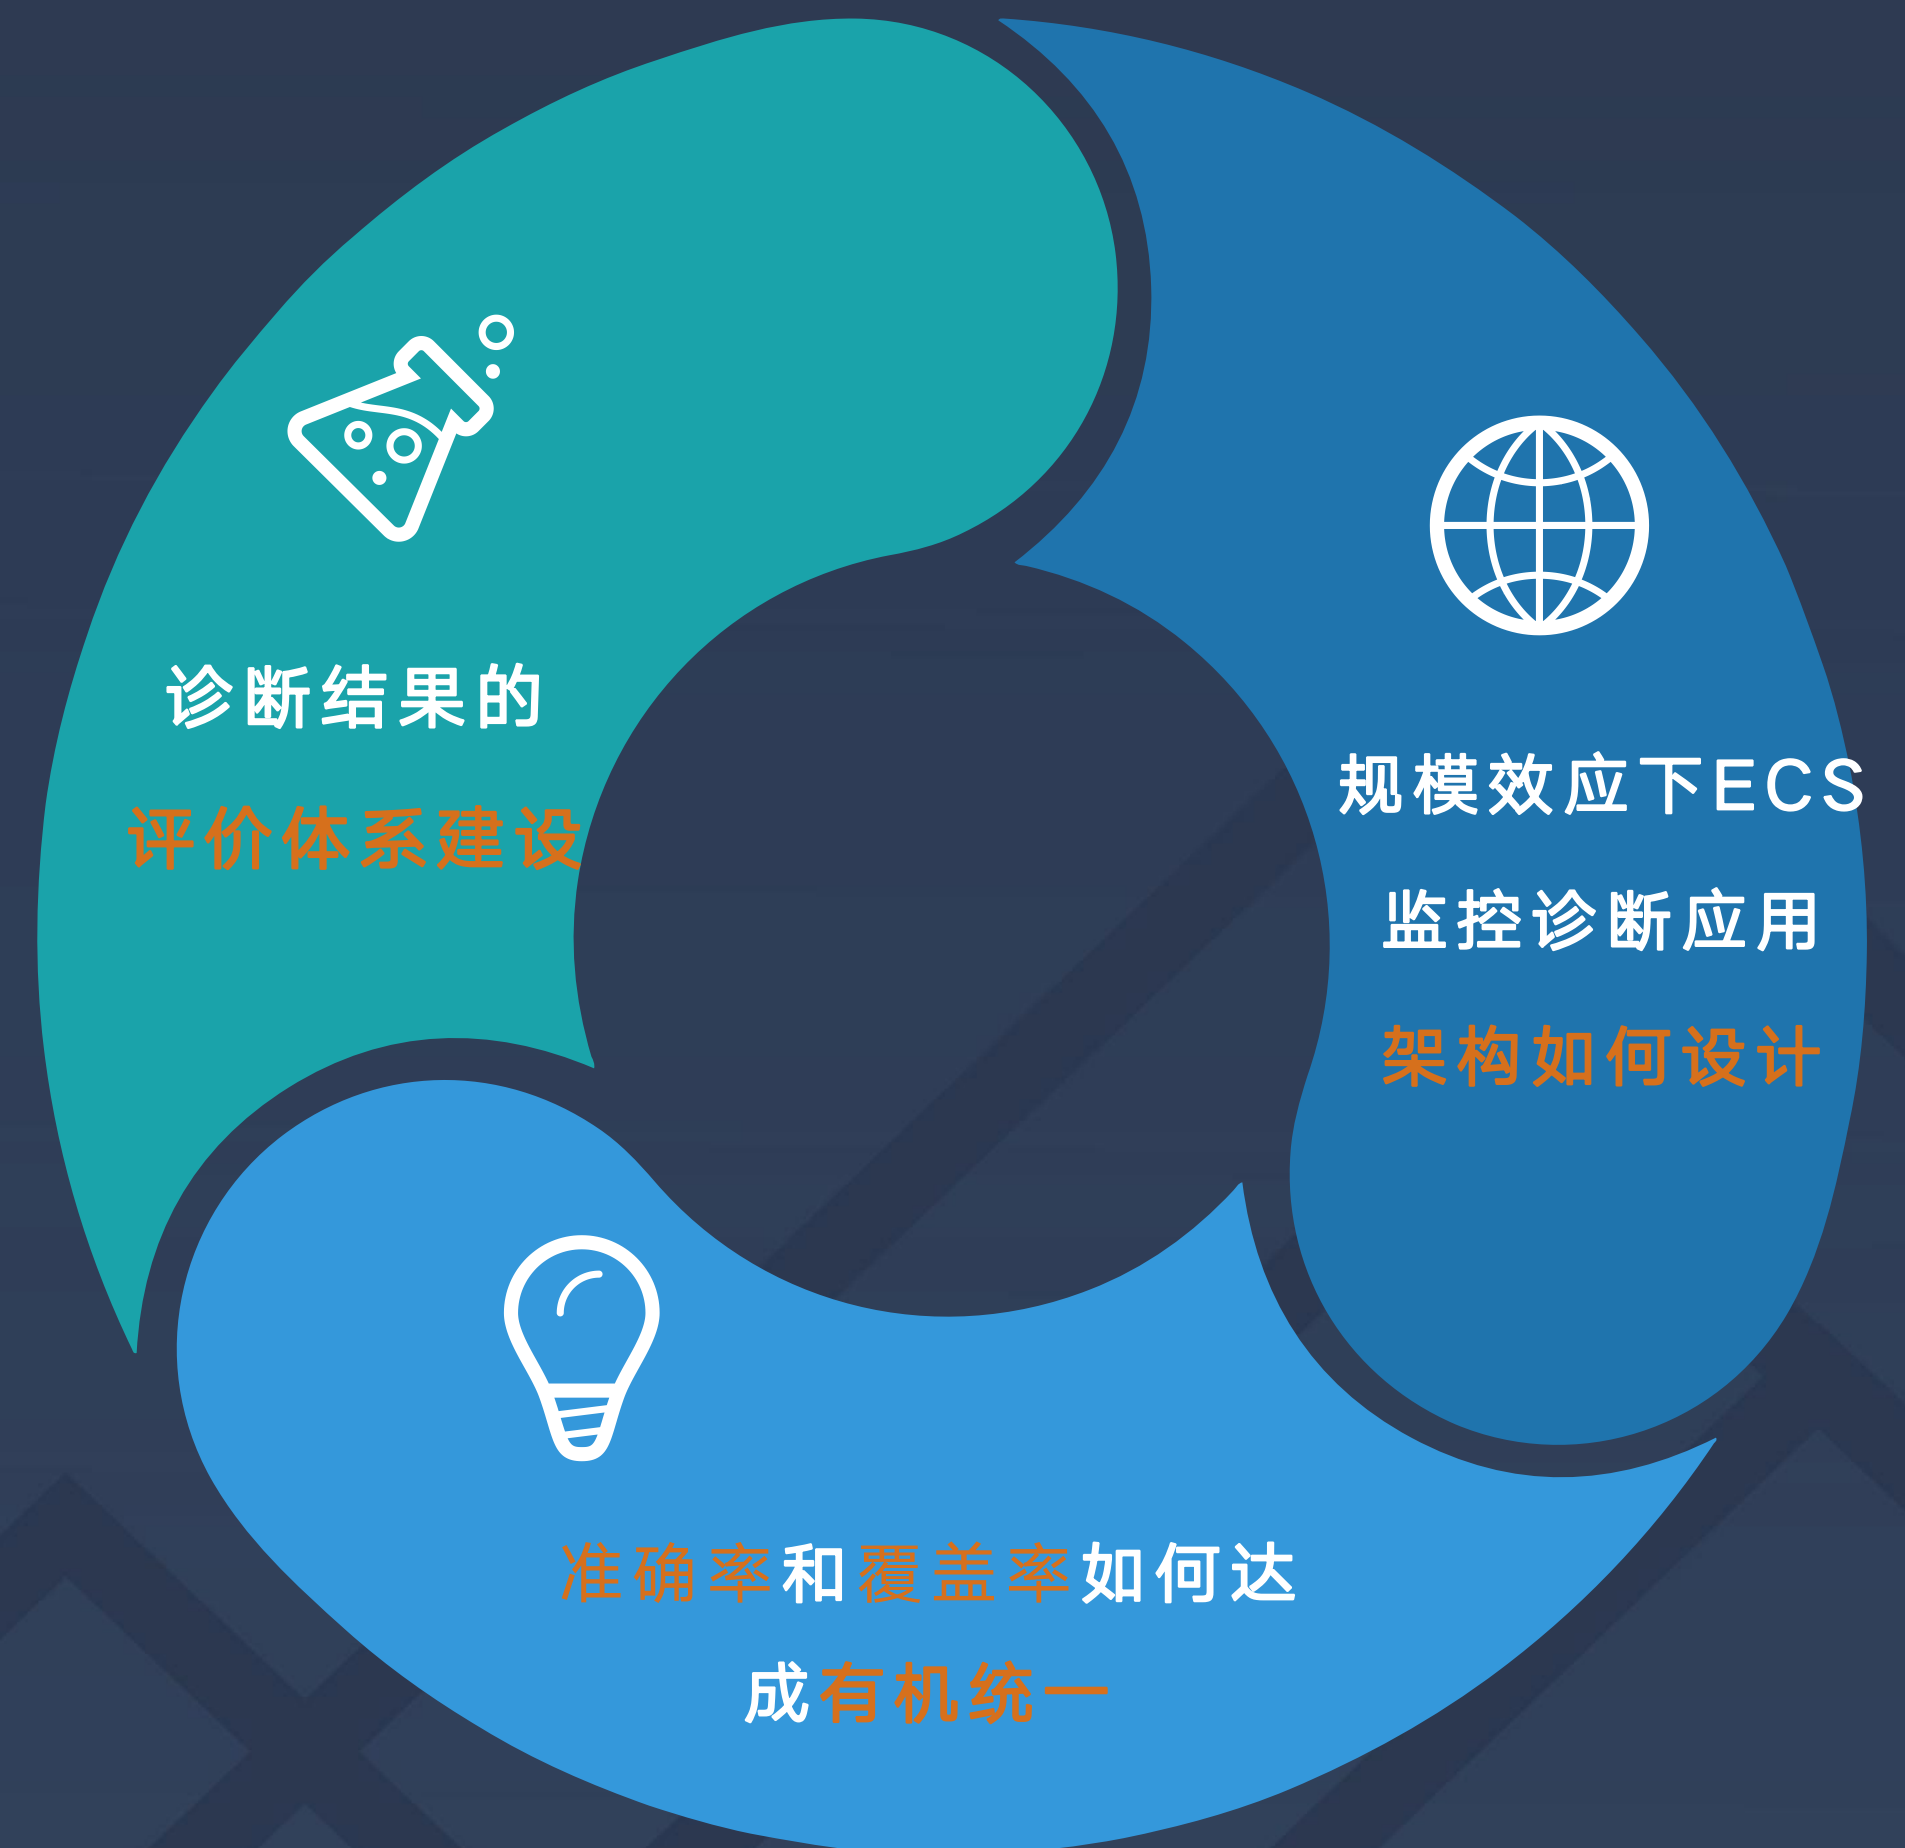 诊断结果的
评价体系建设
规模效应下ECS
监控诊断应用
架构如何设计
准确率和覆盖率如何达
成有机统一